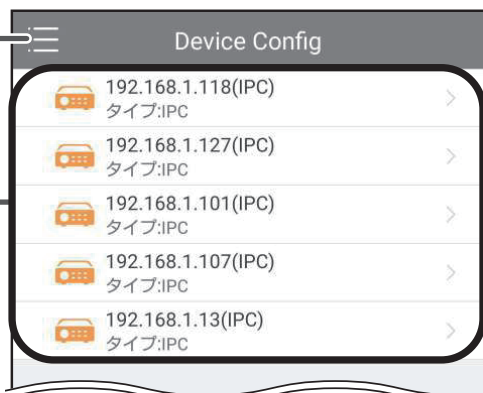 Device Config
192.168.1.118(IPC)
タイプ:IPC
192.168.1.127(IPC)
タイプ:IPC
192.168.1.101(IPC)
タイプ:IPC
192.168.1.107(IPC)
タイプ:IPC
192.168.1.13(IPC)
タイプ:IPC